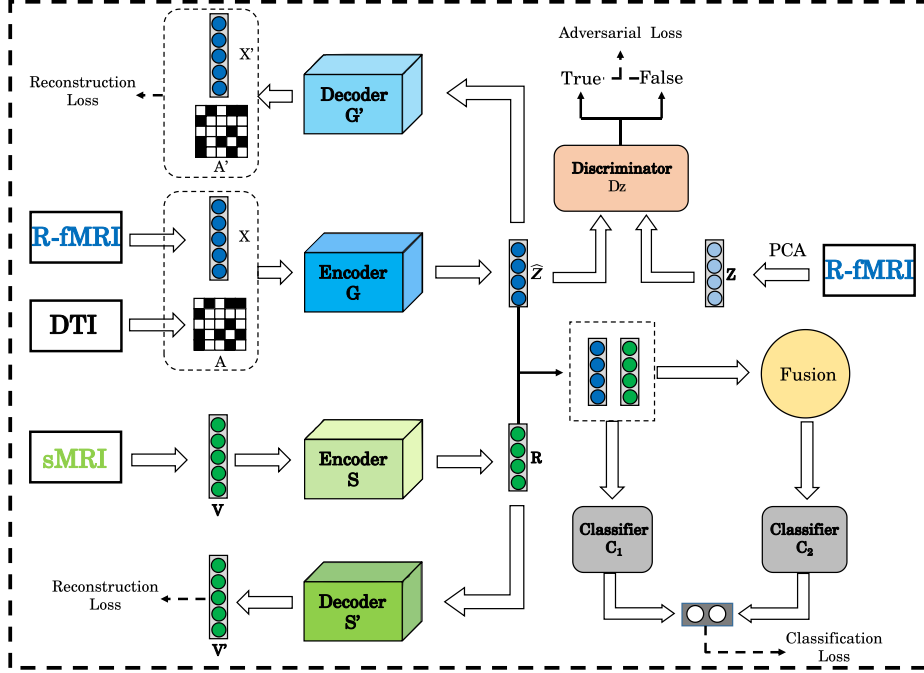 Adversarial Loss
True
False
X'
Reconstruction
Loss
Decoder
G'
A'
Discriminator
Dz
R-fMRI
X
Encoder
G
Ẑ
Z
PCA
R-fMRI
DTI
A
Fusion
sMRI
V
Encoder
S
R
Classifier
C₁
Classifier
C₂
Reconstruction
Loss
V'
Decoder
S'
Classification
Loss